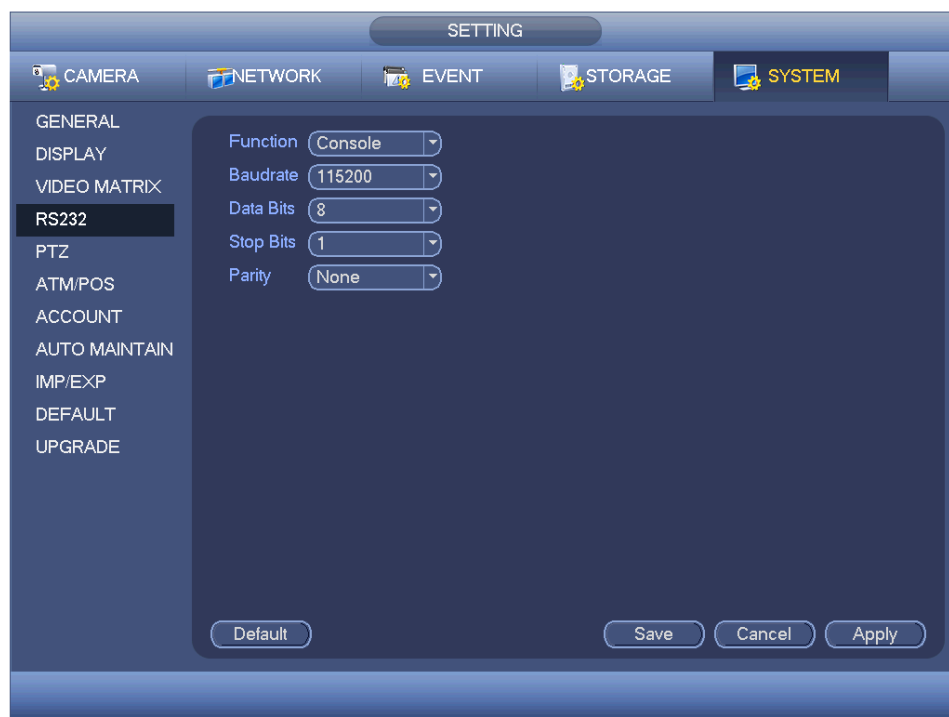 SETTING
CAMERA NETWORK EVENT STORAGE SYSTEM
GENERAL
DISPLAY
VIDEO MATRIX
RS232
PTZ
ATM/POS
ACCOUNT
AUTO MAINTAIN
IMP/EXP
DEFAULT
UPGRADE
Function Console
Baudrate 115200
Data Bits 8
Stop Bits 1
Parity None
Default Save Cancel Apply